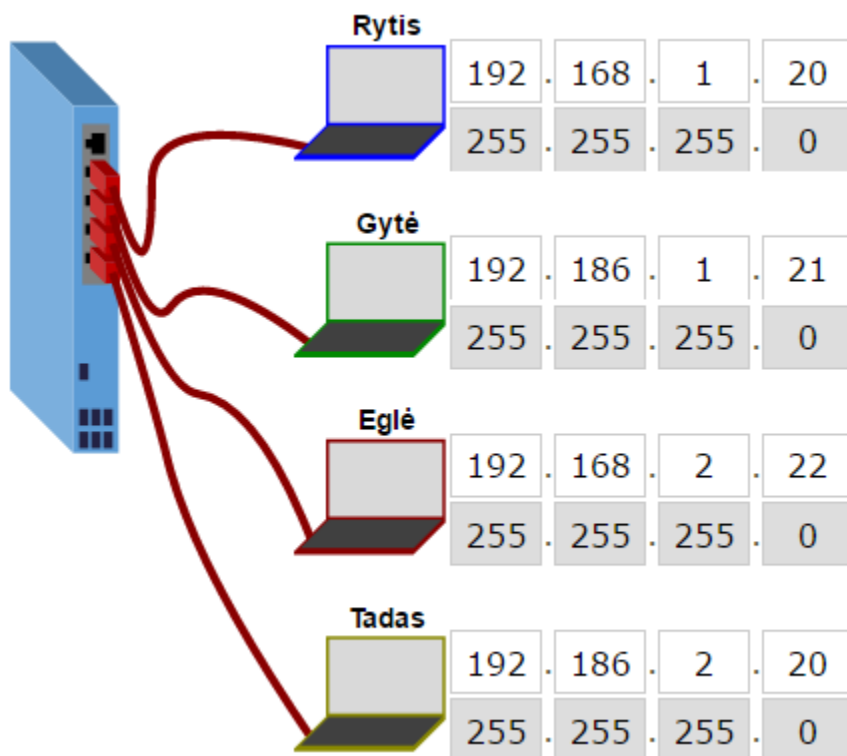 Rytis
192 . 168 . 1 . 20
255 . 255 . 255 . 0
Gytė
192 . 186 . 1 . 21
255 . 255 . 255 . 0
Eglė
192 . 168 . 2 . 22
255 . 255 . 255 . 0
Tadas
192 . 186 . 2 . 20
255 . 255 . 255 . 0